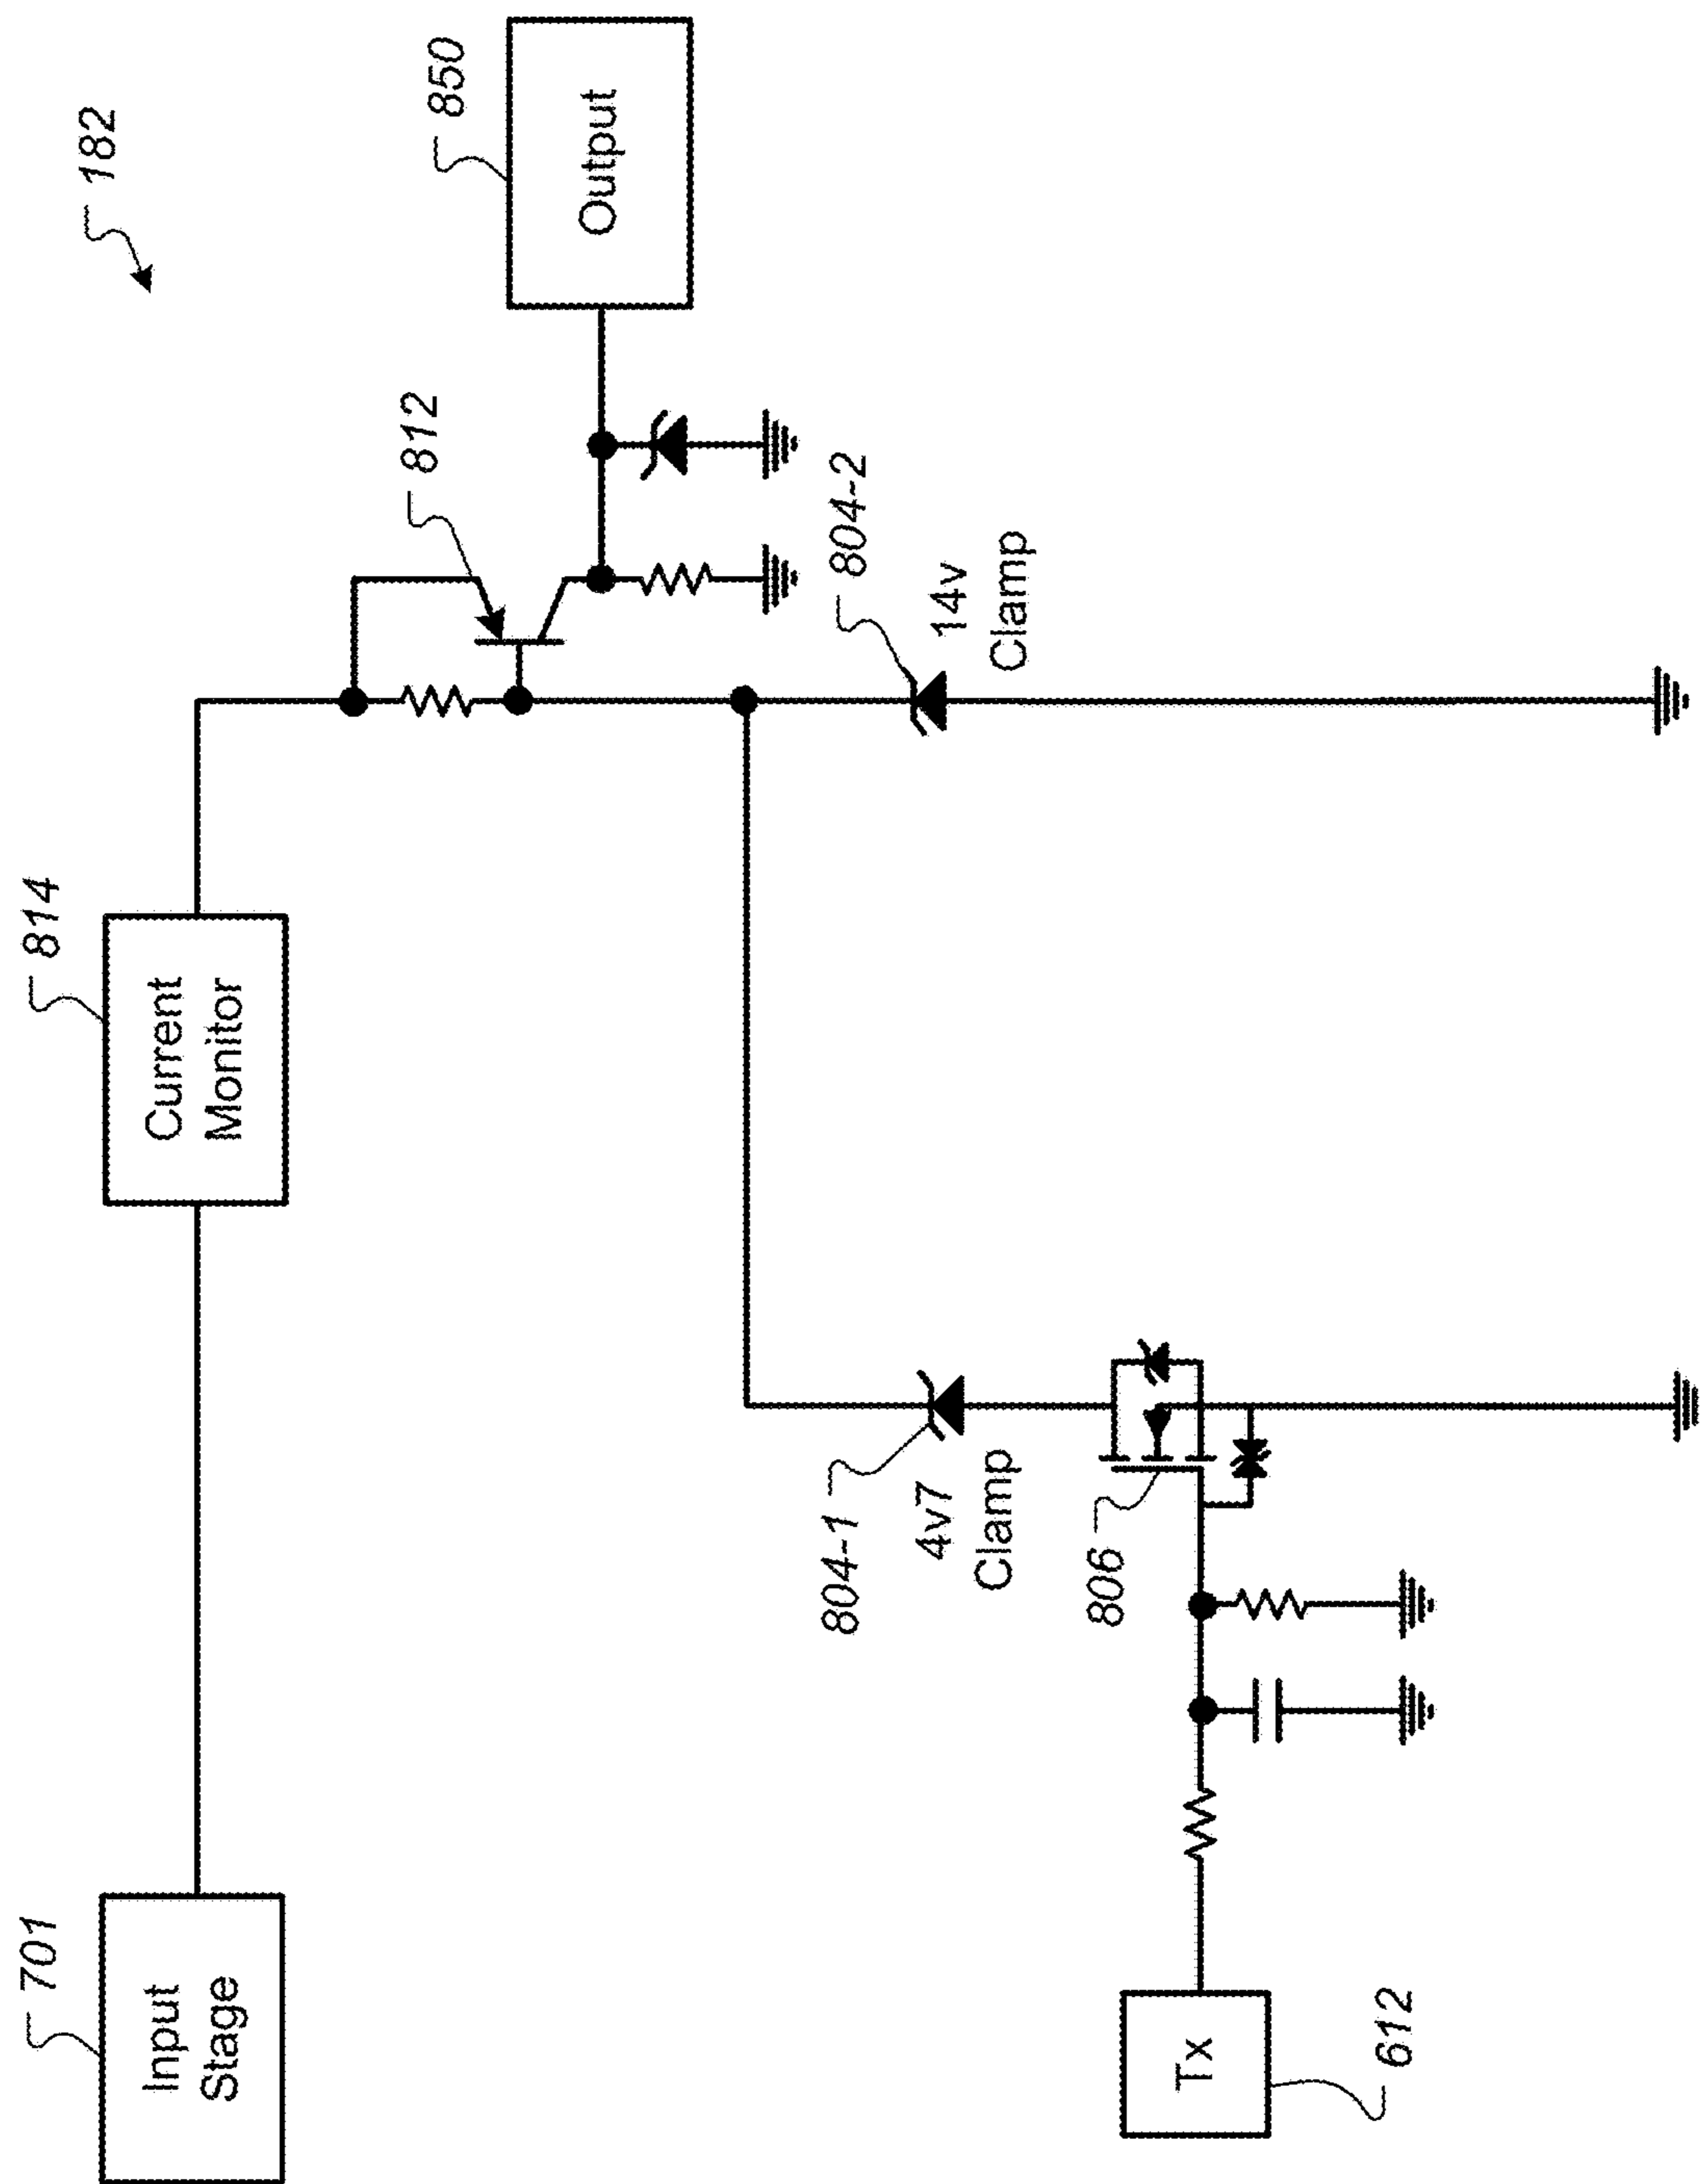 182
701
Input
Stage
814
Current
Monitor
812
850
Output
804-1
4v7
Clamp
804-2
14v
Clamp
806
Tx
612